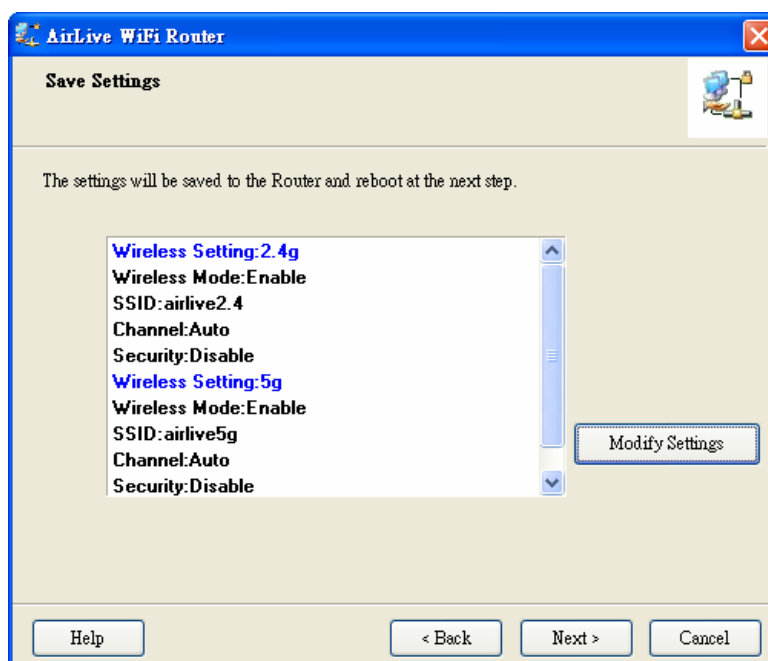 AirLive WiFi Router
Save Settings
The settings will be saved to the Router and reboot at the next step.
Wireless Setting:2.4g
Wireless Mode:Enable
SSID:airlive2.4
Channel:Auto
Security:Disable
Wireless Setting:5g
Wireless Mode:Enable
SSID:airlive5g
Channel:Auto
Security:Disable
Modify Settings
Help
< Back
Next >
Cancel